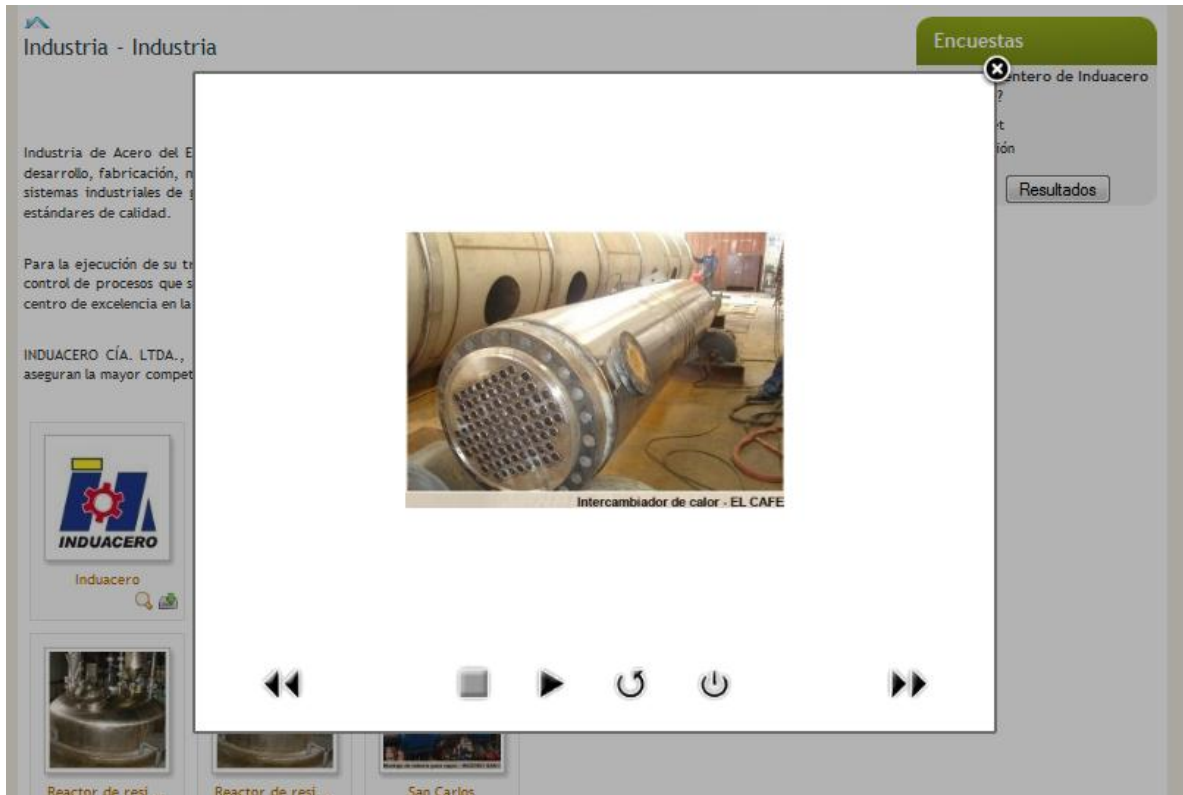 Industria - Industria
Encuestas
entero de Induacero
?
et
ión
Resultados
Industria de Acero del E
desarrollo, fabricación,
sistemas industriales de
estándares de calidad.
Para la ejecución de su
control de procesos que
centro de excelencia en la
INDUACERO CÍA. LTDA.,
aseguran la mayor compet
Intercambiador de calor - EL CAFE
INDUACERO
Induacero
Reactor de resi
Reactor de resi
San Carlos